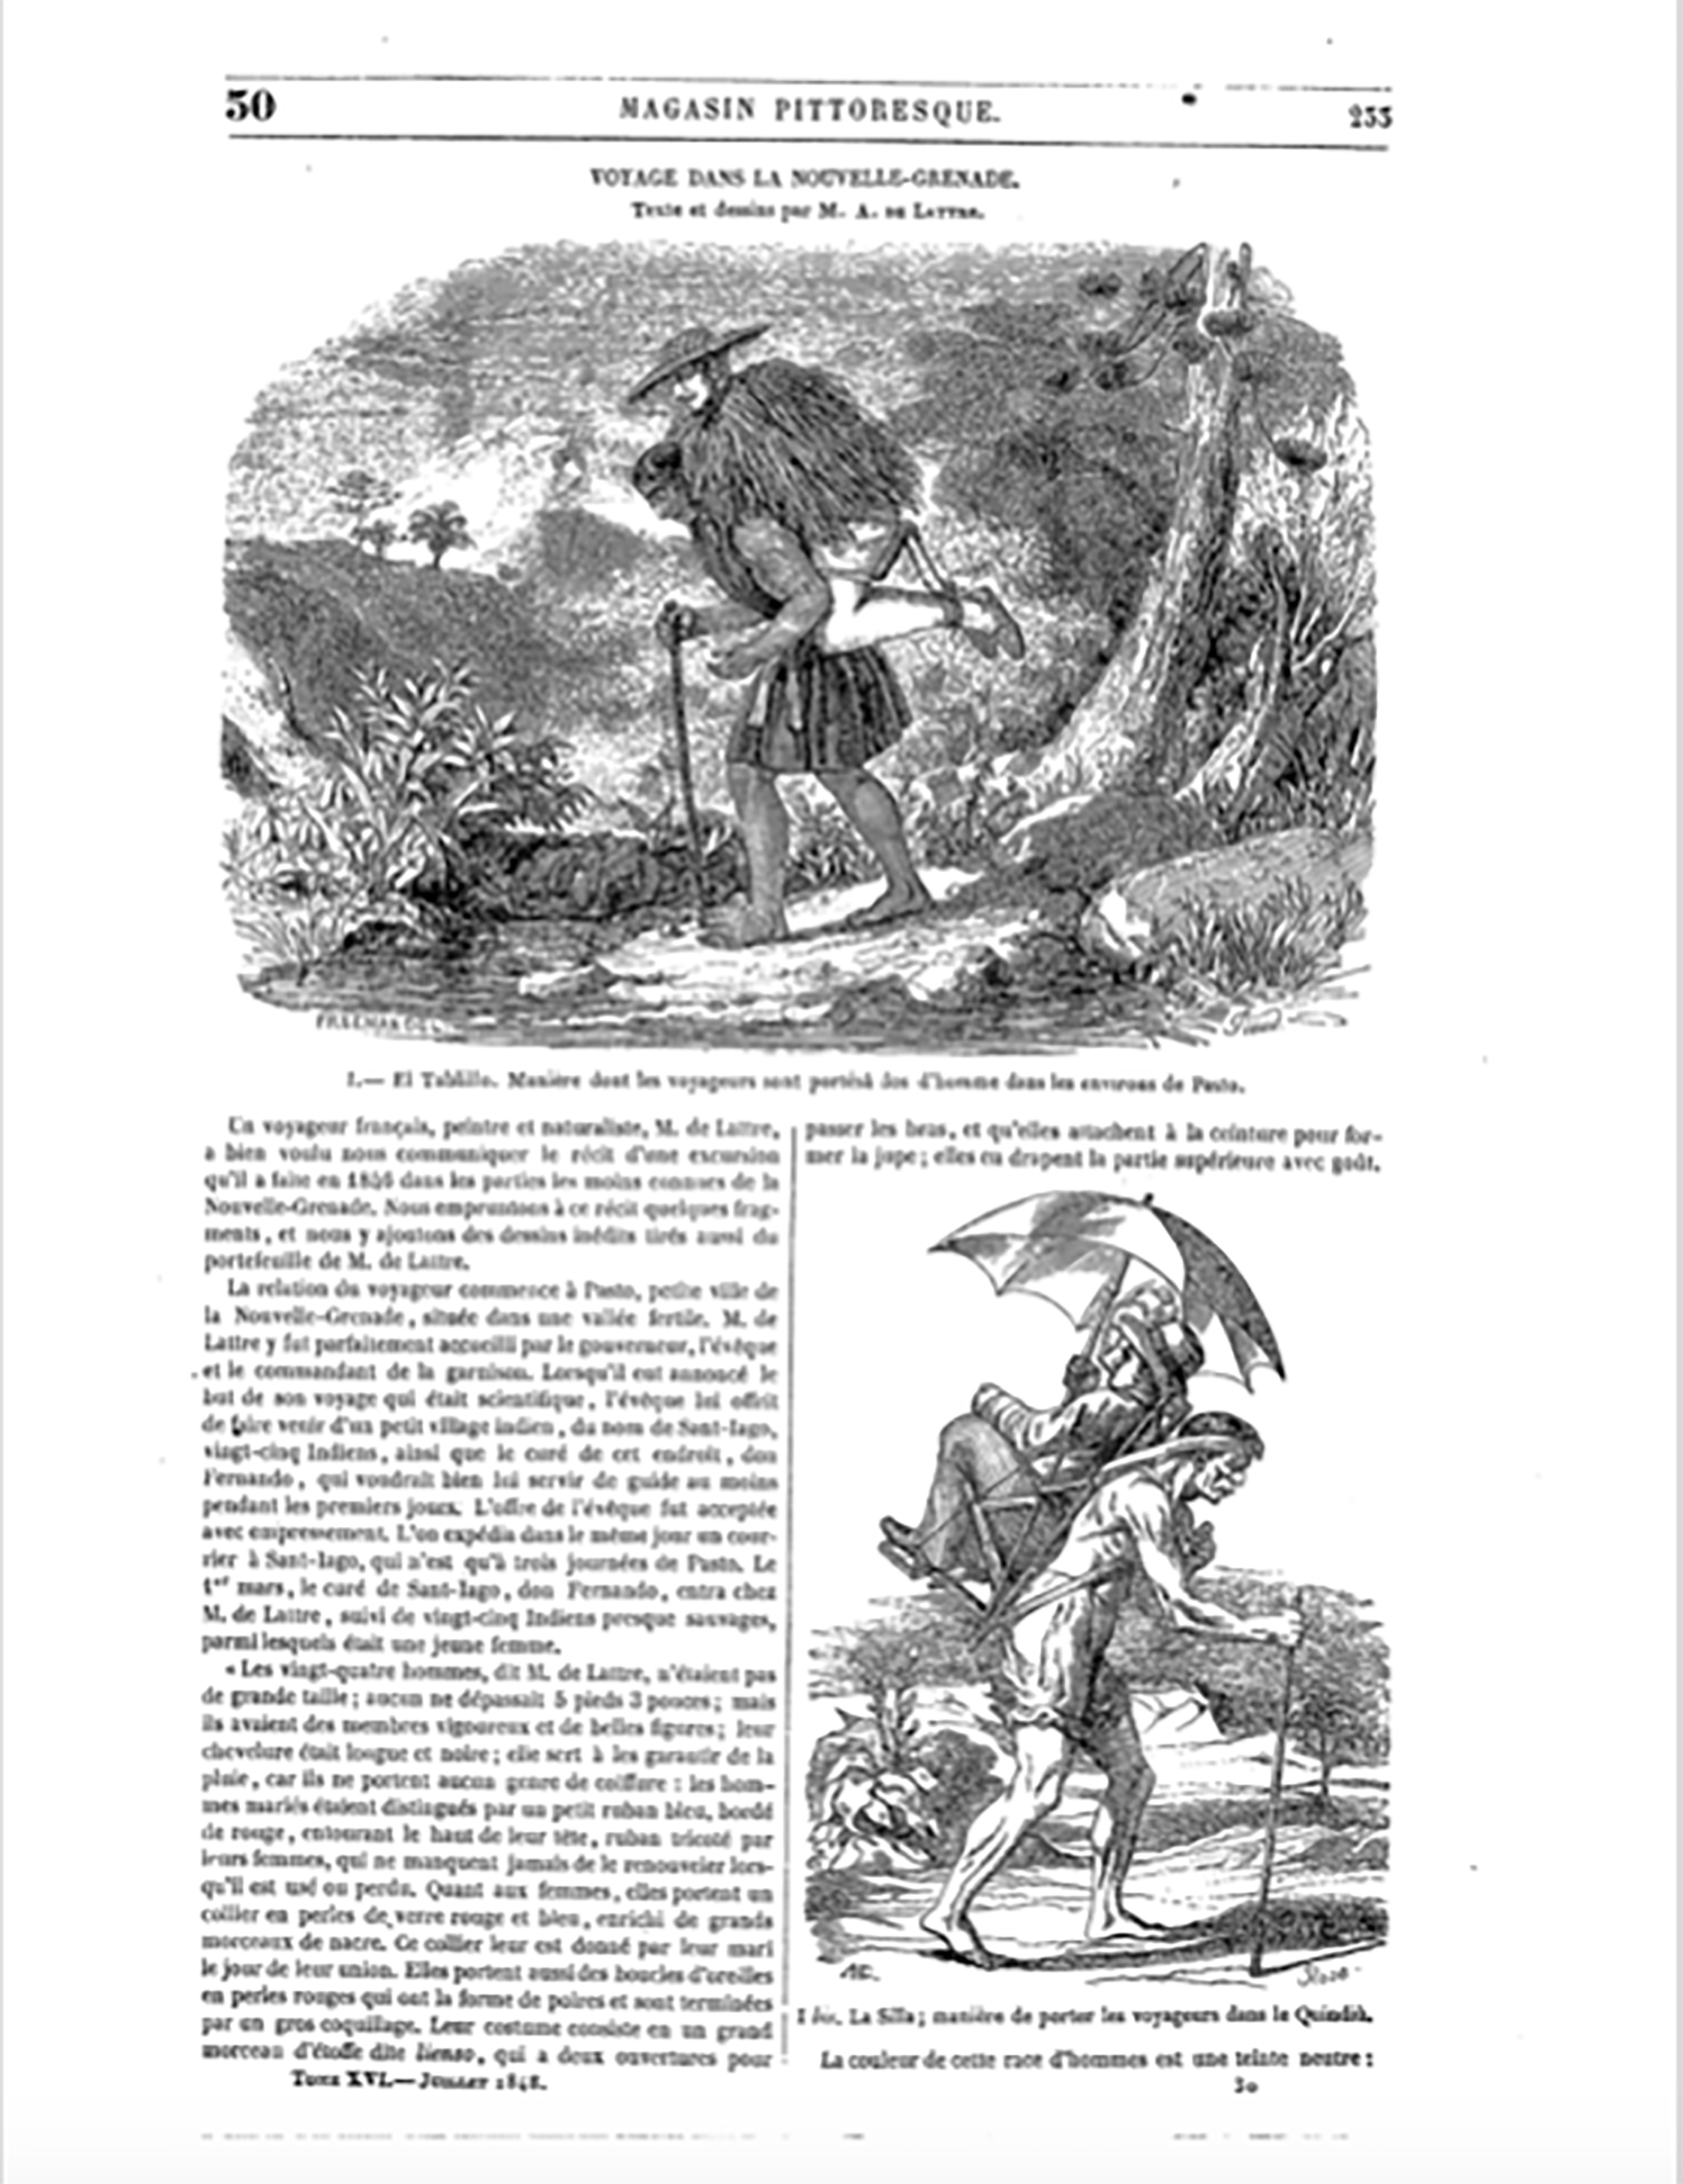 30
MAGASIN PITTORESQUE.
233
VOYAGE DANS LA NOUVELLE-GRENADE.
Texte et dessins par M. A. DE LATTRE.
FREEMAN DEL.
1.— El Tablillo. Manière dont les voyageurs sont portés à dos d'homme dans les environs de Pasto.
Un voyageur français, peintre et naturaliste, M. de Lattre,
a bien voulu nous communiquer le récit d'une excursion
qu'il a faite en dans les parties les moins connues de la
Nouvelle-Grenade. Nous empruntons à ce récit quelques frag-
ments, et nous y ajoutons des dessins inédits tirés aussi du
portefeuille de M. de Lattre.
La relation du voyageur commence à Pasto, petite ville de
la Nouvelle-Grenade, située dans une vallée fertile. M. de
Lattre y fut parfaitement accueilli par le gouverneur, l'évêque
et le commandant de la garnison. Lorsqu'il eut annoncé le
but de son voyage qui était scientifique, l'évêque lui offrit
de faire venir d'un petit village indien, du nom de Sant-Iago,
vingt-cinq Indiens, ainsi que le curé de cet endroit, don
Fernando, qui voudrait bien lui servir de guide au moins
pendant les premiers jours. L'offre de l'évêque fut acceptée
avec empressement. L'on expédia dans le même jour un cour-
rier à Sant-Iago, qui n'est qu'à trois journées de Pasto. Le
1er mars, le curé de Sant-Iago, don Fernando, entra chez
M. de Lattre, suivi de vingt-cinq Indiens presque sauvages,
parmi lesquels était une jeune femme.
« Les vingt-quatre hommes, dit M. de Lattre, n'étaient pas
de grande taille; aucun ne dépassait 5 pieds 3 pouces; mais
ils avaient des membres vigoureux et de belles figures; leur
chevelure était longue et noire; elle sert à les garantir de la
pluie, car ils ne portent aucun genre de coiffure : les hom-
mes mariés étaient distingués par un petit ruban bleu, bordé
de rouge, entourant le haut de leur tête, ruban tricoté par
leurs femmes, qui ne manquent jamais de le renouveler lors-
qu'il est usé ou perdu. Quant aux femmes, elles portent un
collier en perles de verre rouge et bleu, enrichi de grands
morceaux de nacre. Ce collier leur est donné par leur mari
le jour de leur union. Elles portent aussi des boucles d'oreilles
en perles rouges qui ont la forme de poires et sont terminées
par un gros coquillage. Leur costume consiste en un grand
morceau d'étoffe dite lienso, qui a deux ouvertures pour
TOME XVI.— JUILLET 1848.
passer les bras, et qu'elles attachent à la ceinture pour for-
mer la jupe; elles en drapent la partie supérieure avec goût.
1 bis. La Silla; manière de porter les voyageurs dans le Quindiù.
La couleur de cette race d'hommes est une teinte neutre :
30